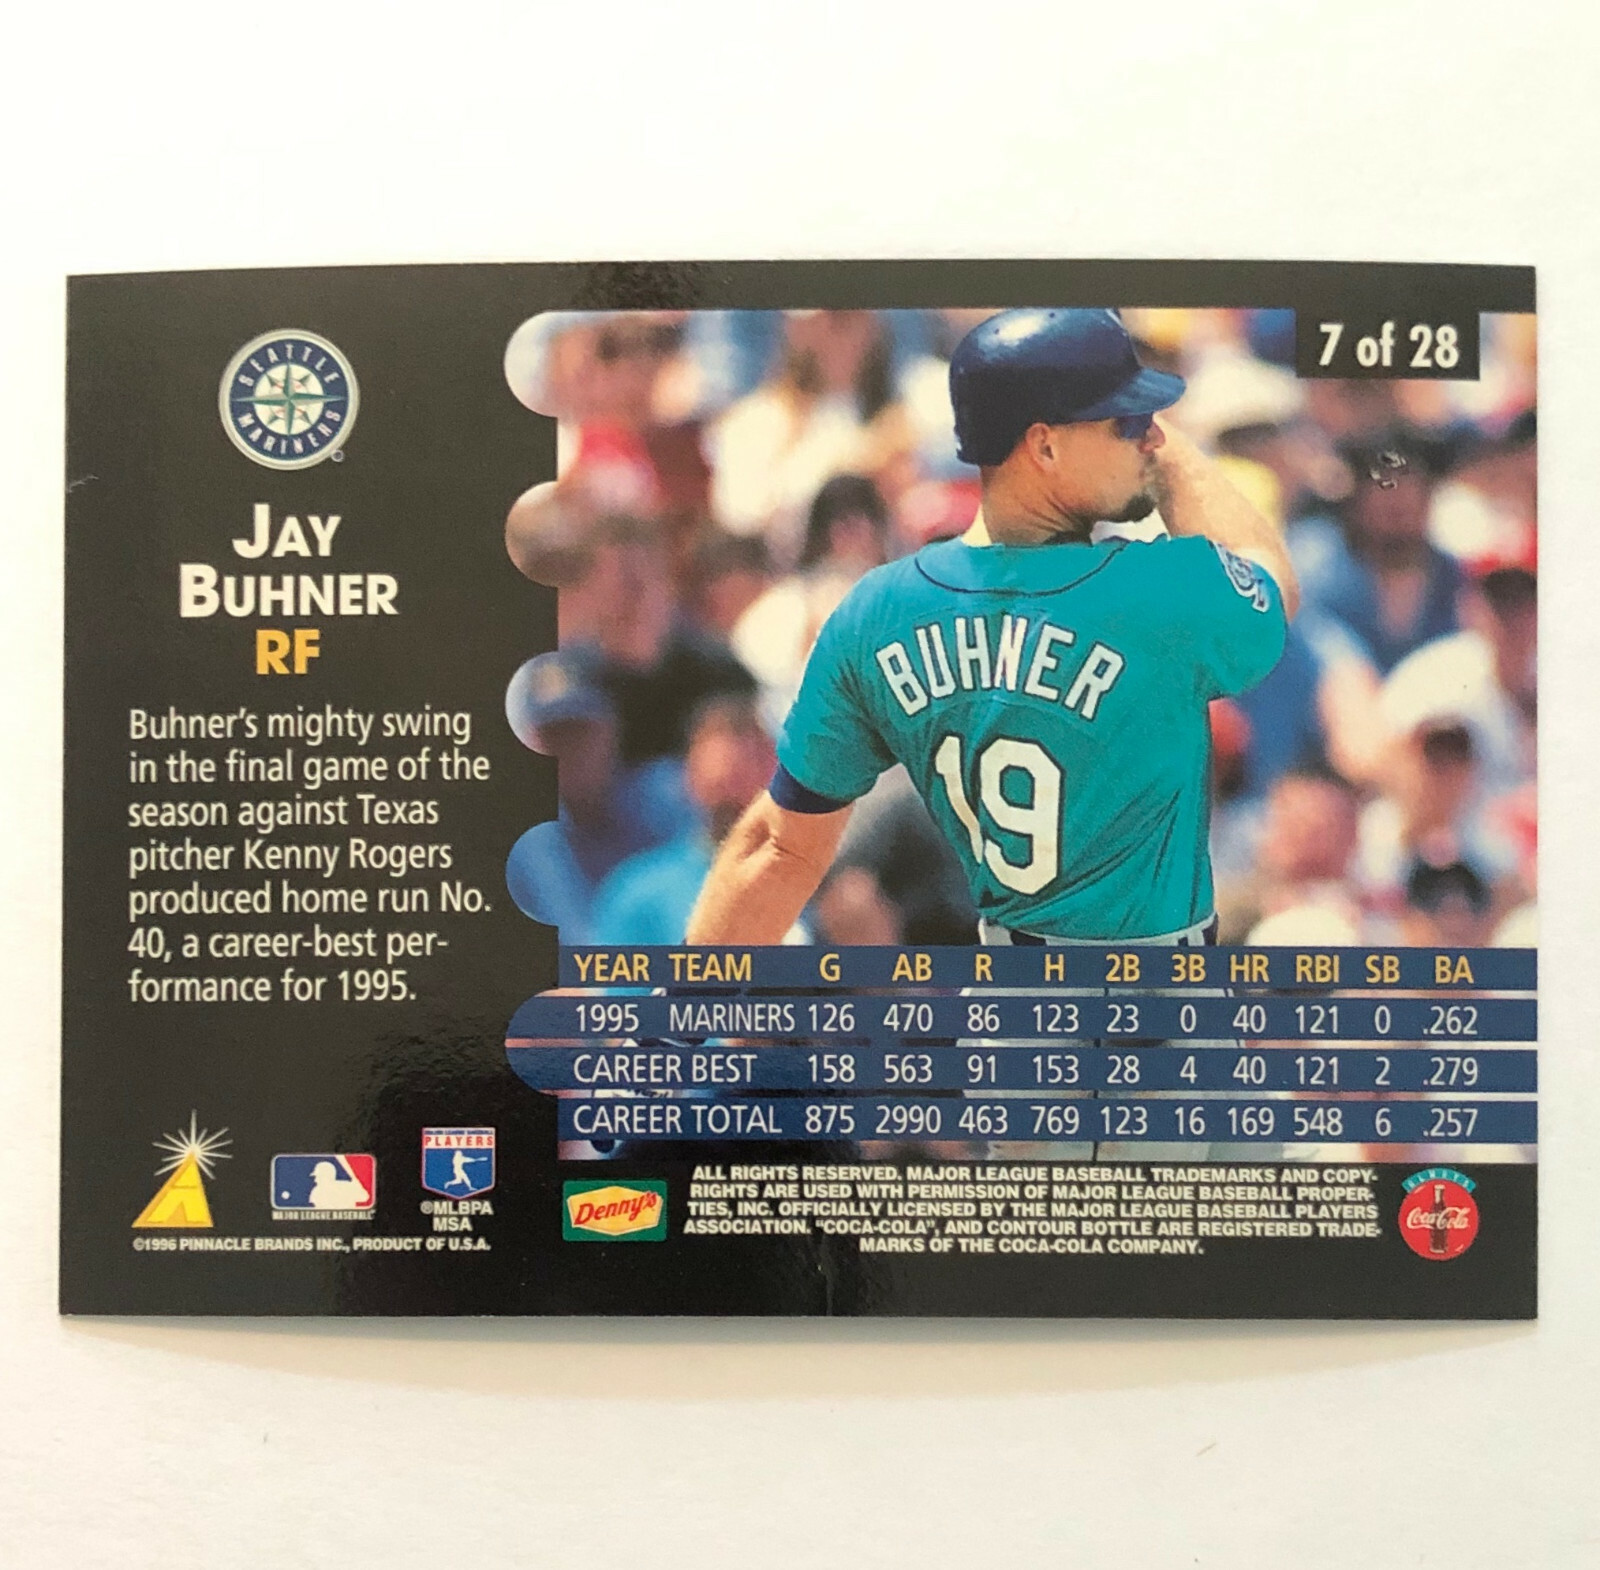 7 of 28
SEATTLE
MARINERS
JAY
BUHNER
RF
Buhner's mighty swing
in the final game of the
season against Texas
pitcher Kenny Rogers
produced home run No.
40, a career-best per-
formance for 1995.
BUHNER
19
YEAR TEAM G AB R H 2B 3B HR RBI SB BA
1995 MARINERS 126 470 86 123 23 0 40 121 0 .262
CAREER BEST 158 563 91 153 28 4 40 121 2 .279
CAREER TOTAL 875 2990 463 769 123 16 169 548 6 .257
MAJOR LEAGUE BASEBALL
MAJOR LEAGUE BASEBALL
PLAYERS
©MLBPA
MSA
©1996 PINNACLE BRANDS INC., PRODUCT OF U.S.A.
Denny's
ALL RIGHTS RESERVED. MAJOR LEAGUE BASEBALL TRADEMARKS AND COPY-
RIGHTS ARE USED WITH PERMISSION OF MAJOR LEAGUE BASEBALL PROPER-
TIES, INC. OFFICIALLY LICENSED BY THE MAJOR LEAGUE BASEBALL PLAYERS
ASSOCIATION. "COCA-COLA", AND CONTOUR BOTTLE ARE REGISTERED TRADE-
MARKS OF THE COCA-COLA COMPANY.
ALWAYS
Coca-Cola